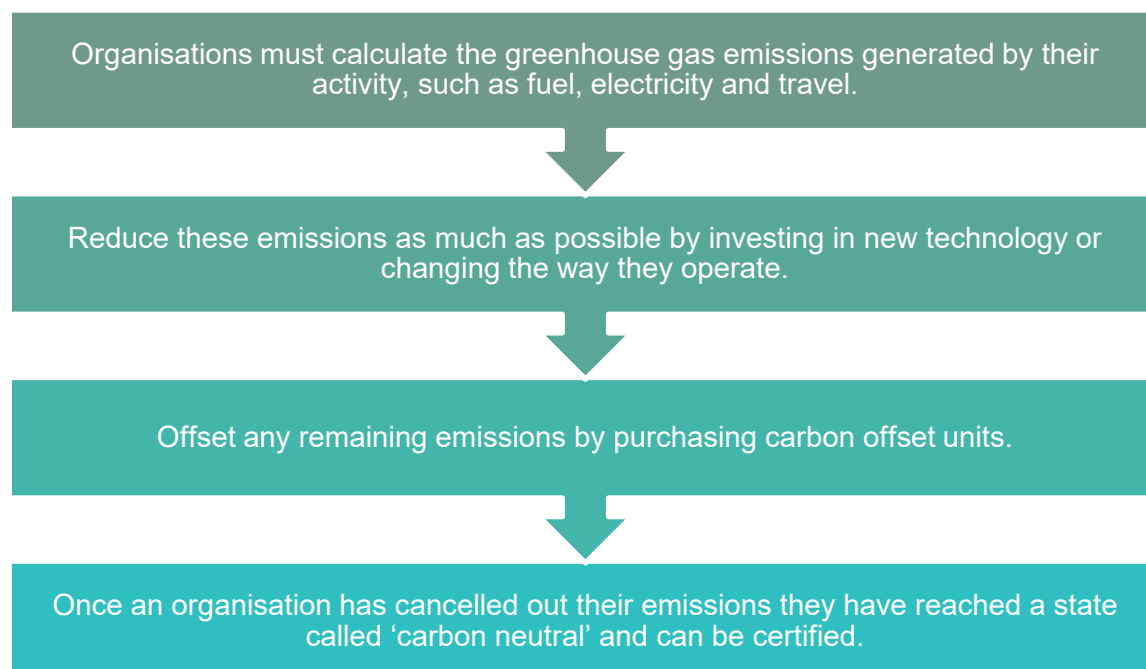 Organisations must calculate the greenhouse gas emissions generated by their
activity, such as fuel, electricity and travel.
Reduce these emissions as much as possible by investing in new technology or
changing the way they operate.
Offset any remaining emissions by purchasing carbon offset units.
Once an organisation has cancelled out their emissions they have reached a state
called ‘carbon neutral’ and can be certified.